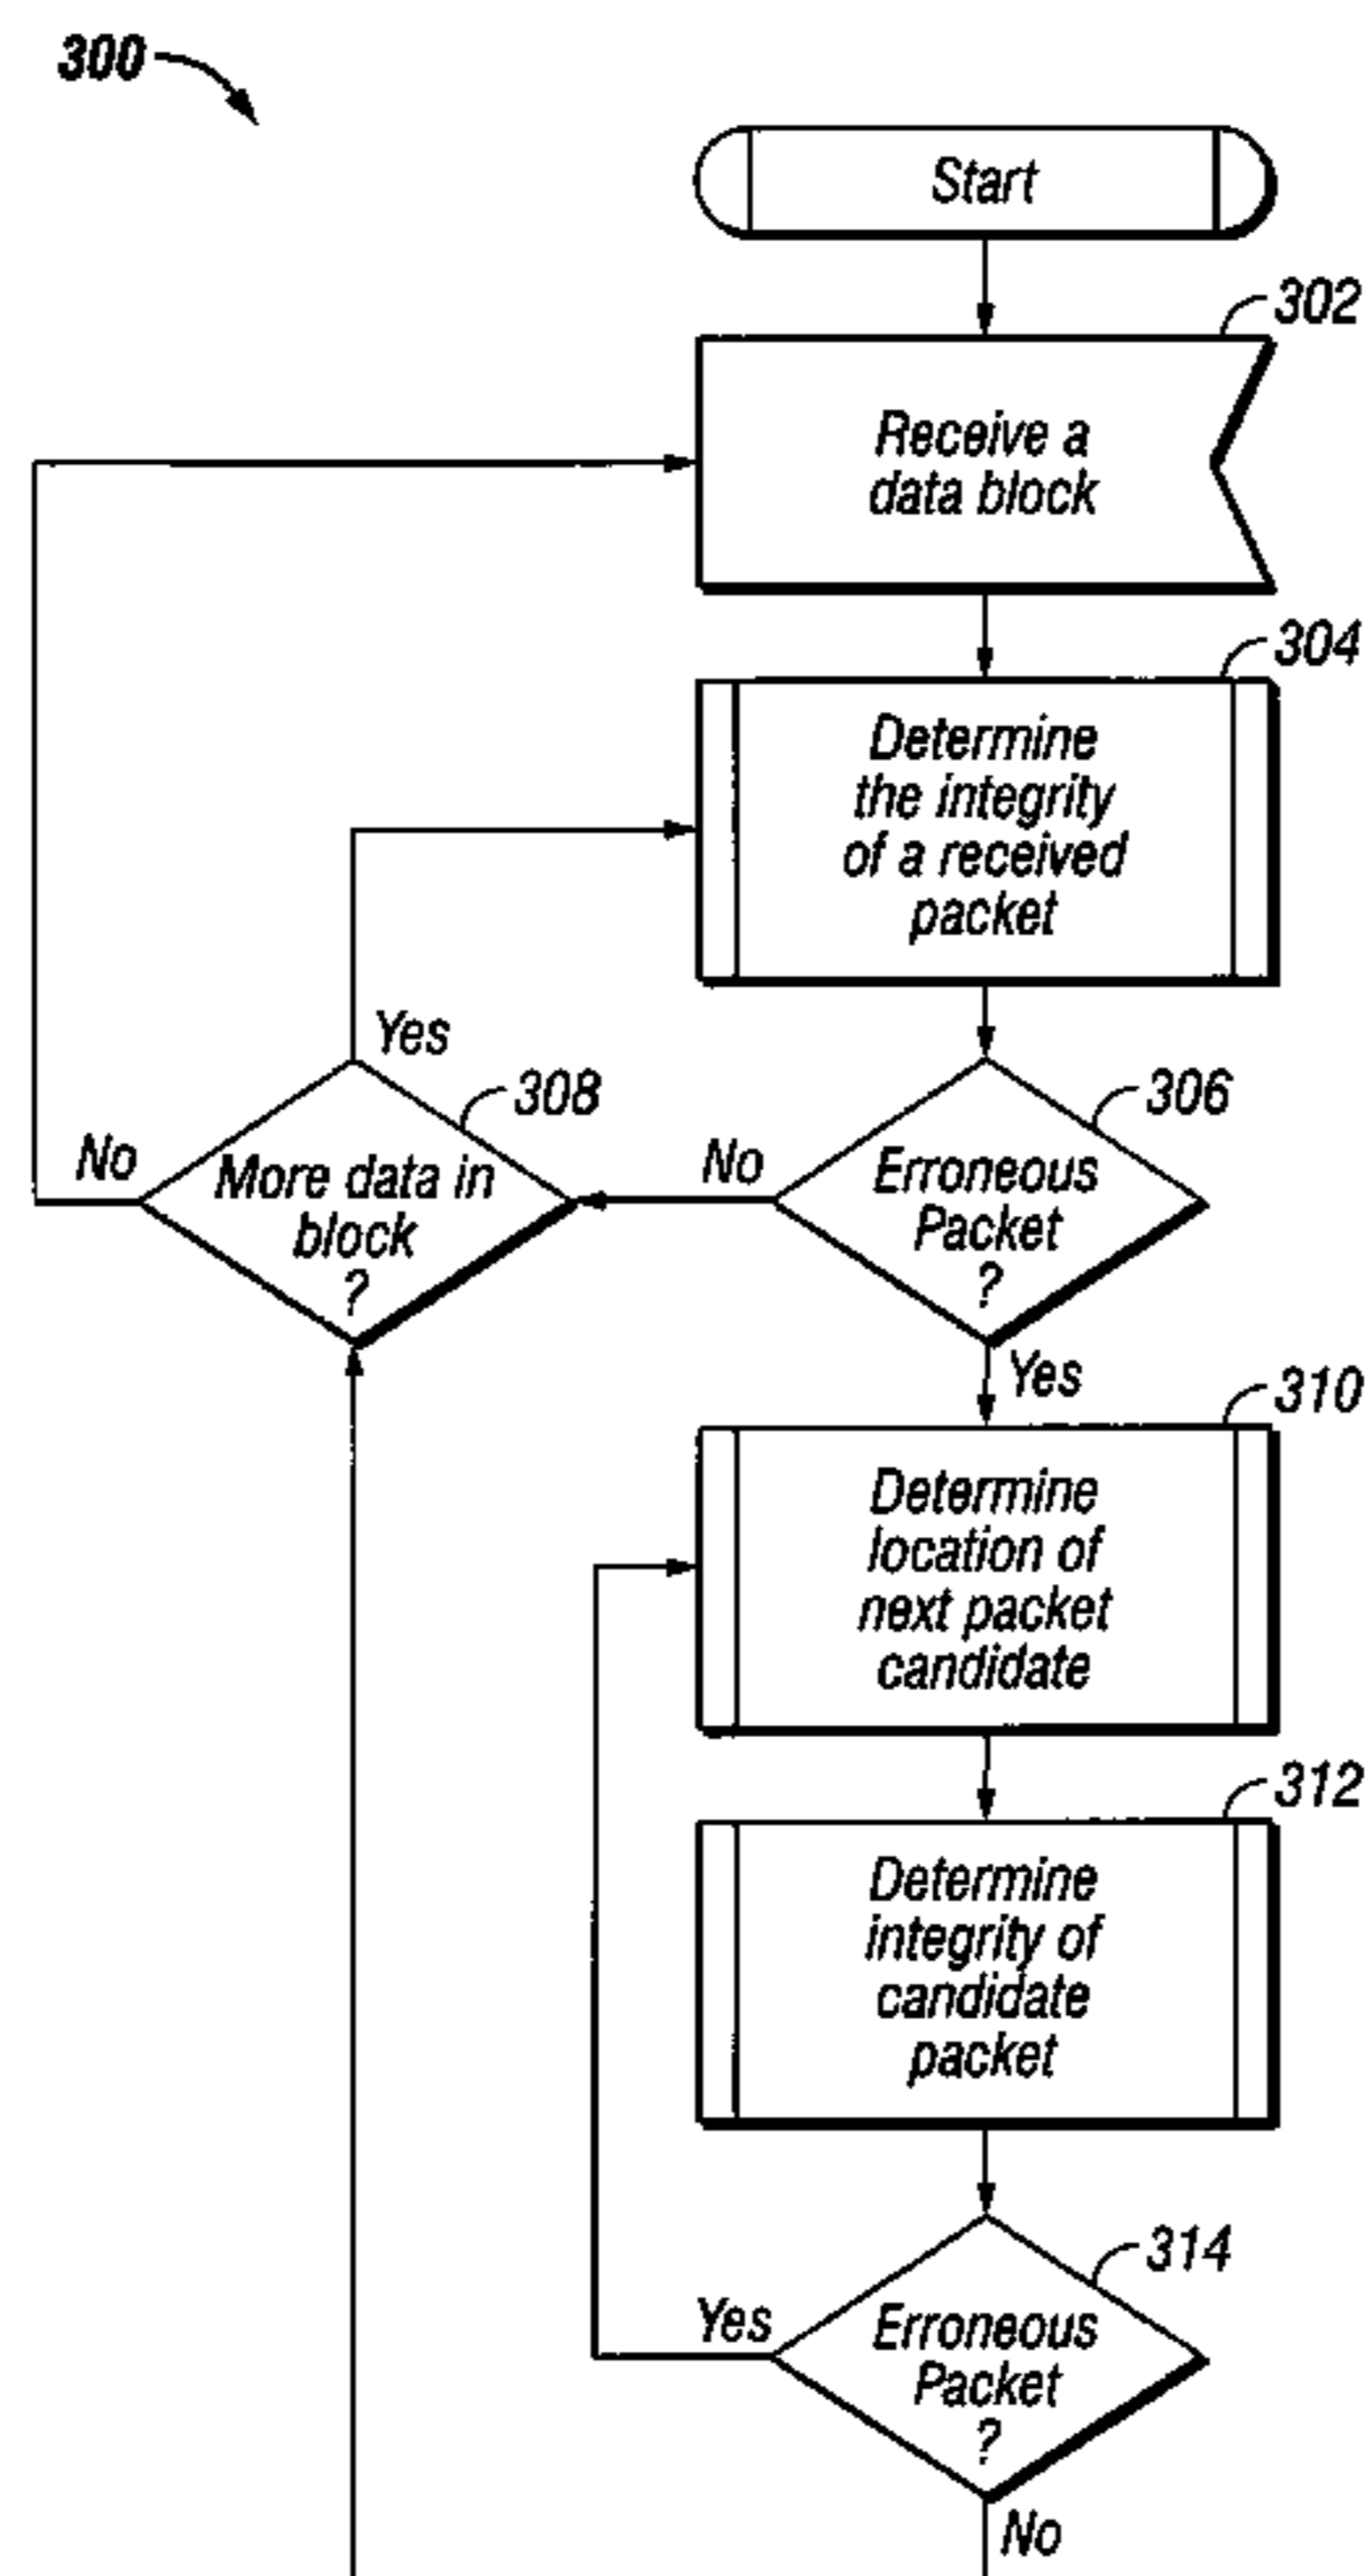 300
Start
302
Receive a
data block
304
Determine
the integrity
of a received
packet
Yes
308
306
No
More data in
block
?
No
Erroneous
Packet
?
Yes
310
Determine
location of
next packet
candidate
312
Determine
integrity of
candidate
packet
314
Yes
Erroneous
Packet
?
No